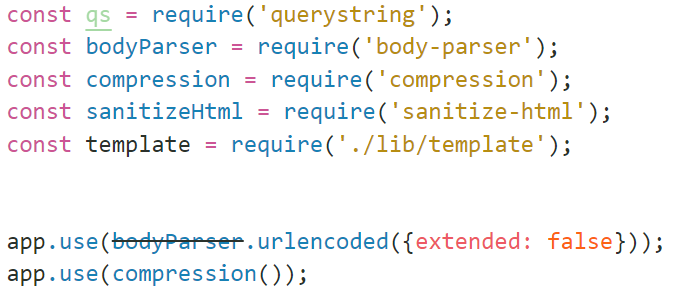 const qs = require('querystring');
const bodyParser = require('body-parser');
const compression = require('compression');
const sanitizeHtml = require('sanitize-html');
const template = require('./lib/template');
app.use(bodyParser.urlencoded({extended: false}));
app.use(compression());